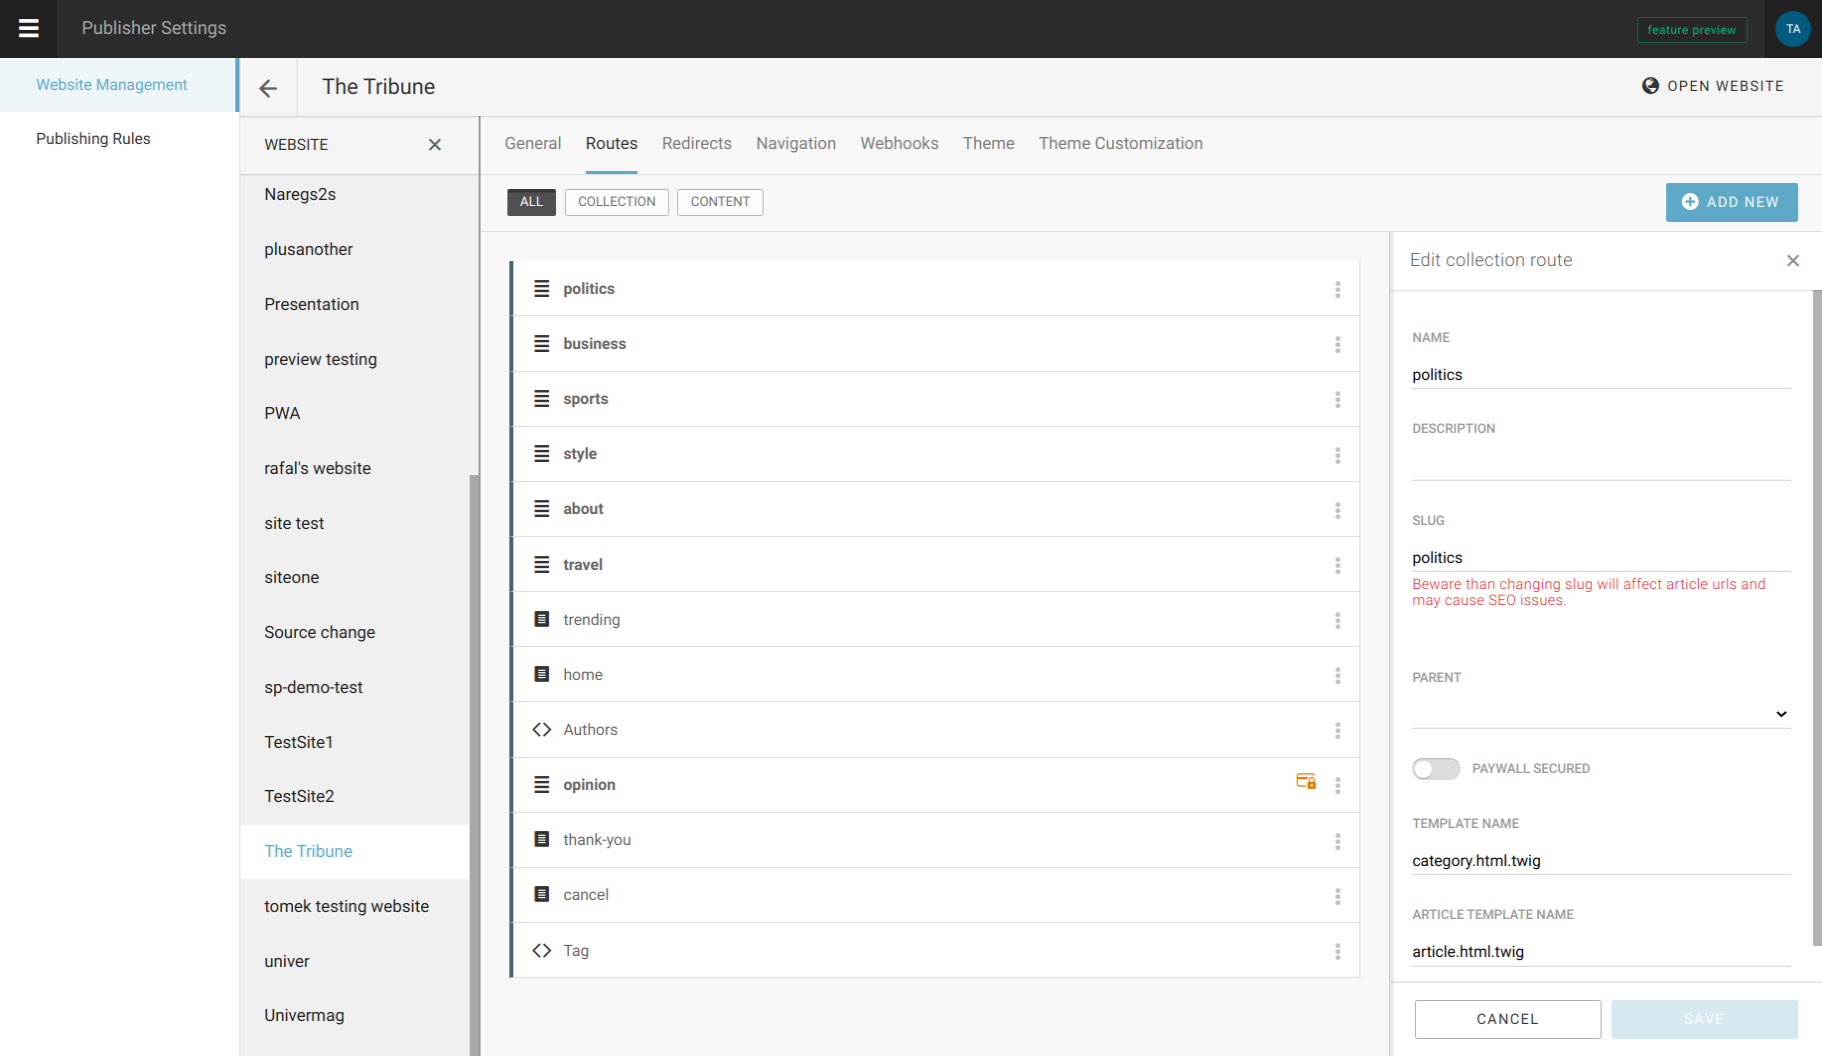 Publisher Settings
feature preview
TA
Website Management
Publishing Rules
The Tribune
OPEN WEBSITE
WEBSITE
Naregs2s
plusanother
Presentation
preview testing
PWA
rafal's website
site test
siteone
Source change
sp-demo-test
TestSite1
TestSite2
The Tribune
tomek testing website
univer
Univermag
General
Routes
Redirects
Navigation
Webhooks
Theme
Theme Customization
ALL
COLLECTION
CONTENT
ADD NEW
politics
business
sports
style
about
travel
trending
home
Authors
opinion
thank-you
cancel
Tag
Edit collection route
NAME
politics
DESCRIPTION
SLUG
politics
Beware than changing slug will affect article urls and
may cause SEO issues.
PARENT
PAYWALL SECURED
TEMPLATE NAME
category.html.twig
ARTICLE TEMPLATE NAME
article.html.twig
CANCEL
SAVE